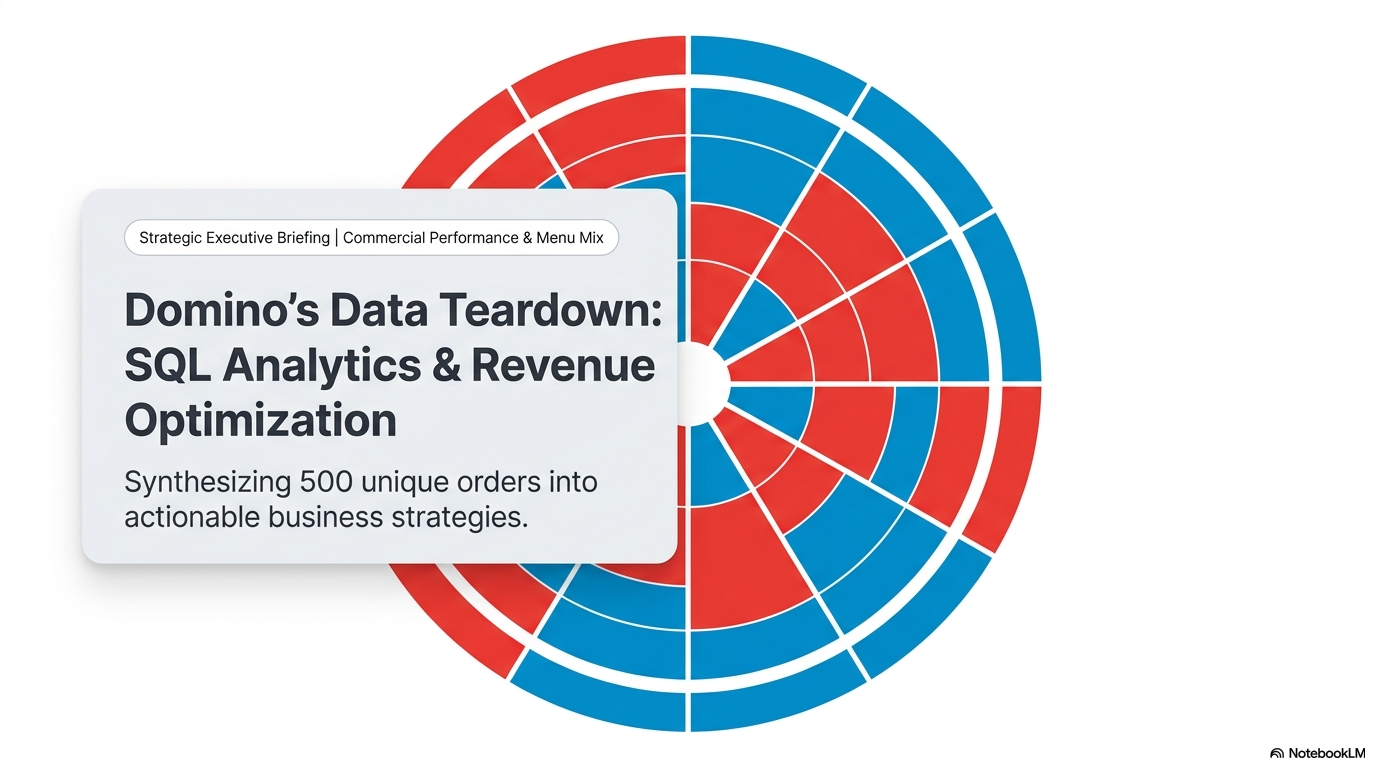 Strategic Executive Briefing | Commercial Performance & Menu Mix
Domino’s Data Teardown:
SQL Analytics & Revenue
Optimization
Synthesizing 500 unique orders into
actionable business strategies.
NotebookLM